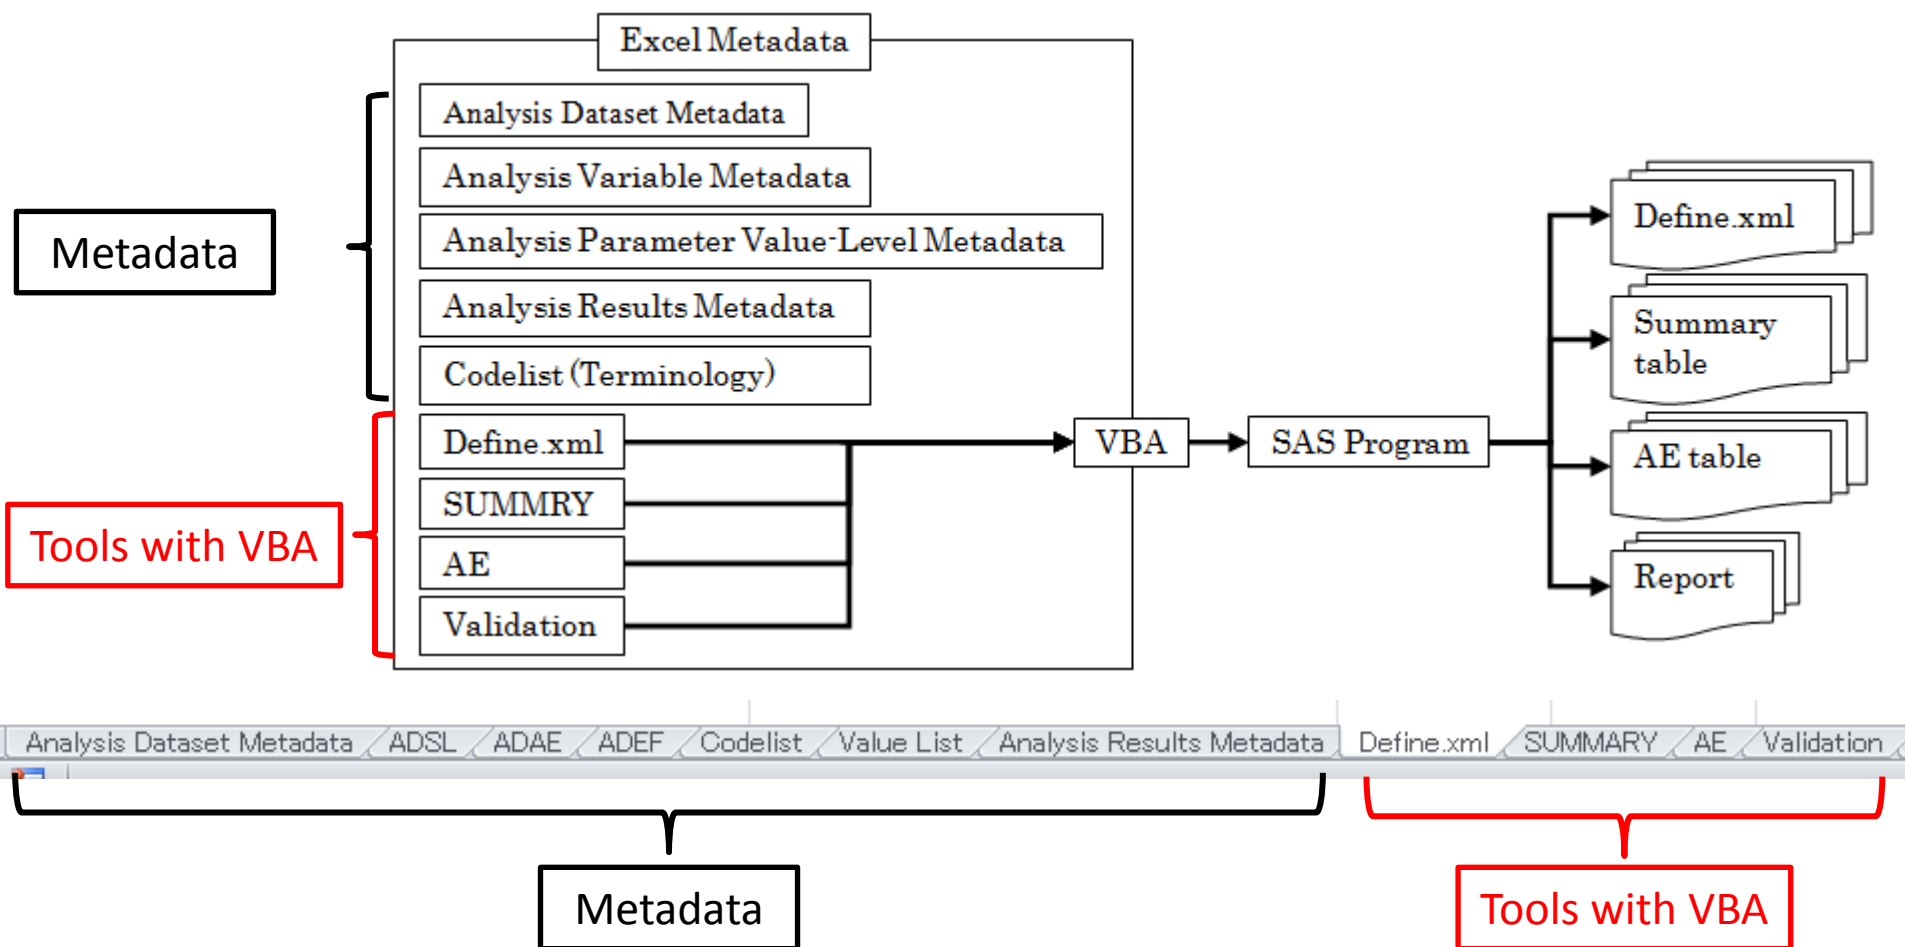 Excel Metadata
Analysis Dataset Metadata
Analysis Variable Metadata
Analysis Parameter Value-Level Metadata
Analysis Results Metadata
Codelist (Terminology)
Metadata
Define.xml
SUMMRY
AE
Validation
Tools with VBA
VBA
SAS Program
Define.xml
Summary
table
AE table
Report
Analysis Dataset Metadata ADSL ADAE ADEF Codelist Value List Analysis Results Metadata Define.xml SUMMARY AE Validation
Metadata
Tools with VBA